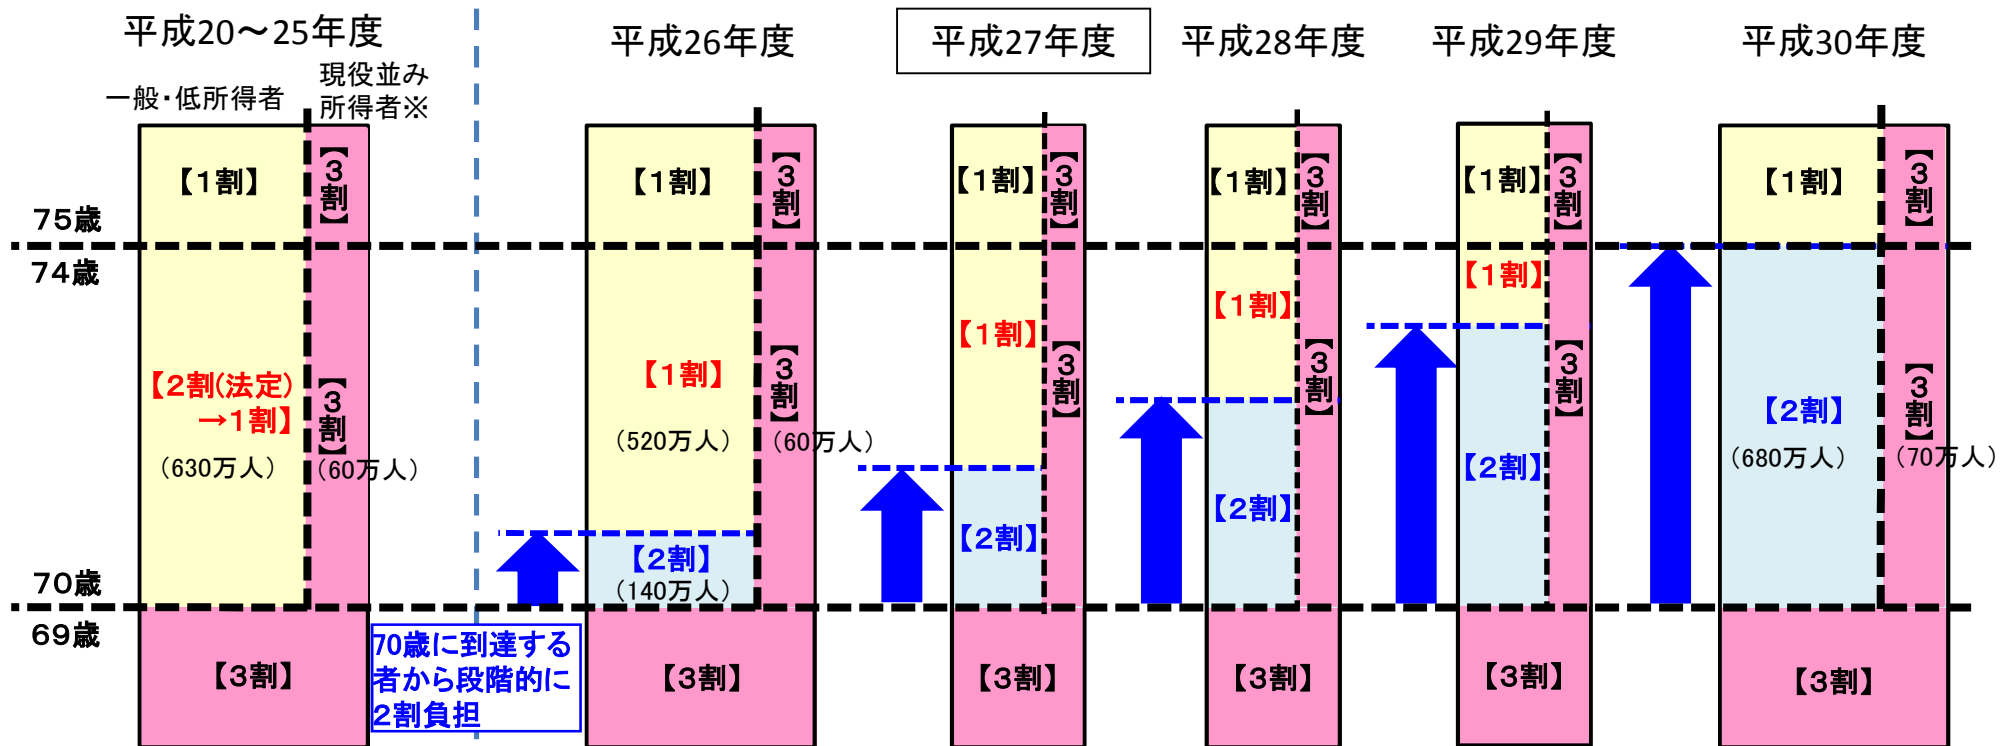 平成20～25年度
平成26年度
平成27年度
平成28年度
平成29年度
平成30年度
一般・低所得者
現役並み
所得者※
75歳
74歳
70歳
69歳
【1割】
【3割】
【2割(法定)
→1割】
（630万人）
【3割】
（60万人）
【3割】
70歳に到達する
者から段階的に
2割負担
【1割】
【3割】
【1割】
（520万人）
【3割】
（60万人）
【2割】
（140万人）
【3割】
【1割】
【3割】
【1割】
【3割】
【2割】
【3割】
【1割】
【3割】
【1割】
【3割】
【2割】
【3割】
【1割】
【3割】
【1割】
【3割】
【2割】
【3割】
【1割】
【3割】
【2割】
（680万人）
【3割】
（70万人）
【3割】